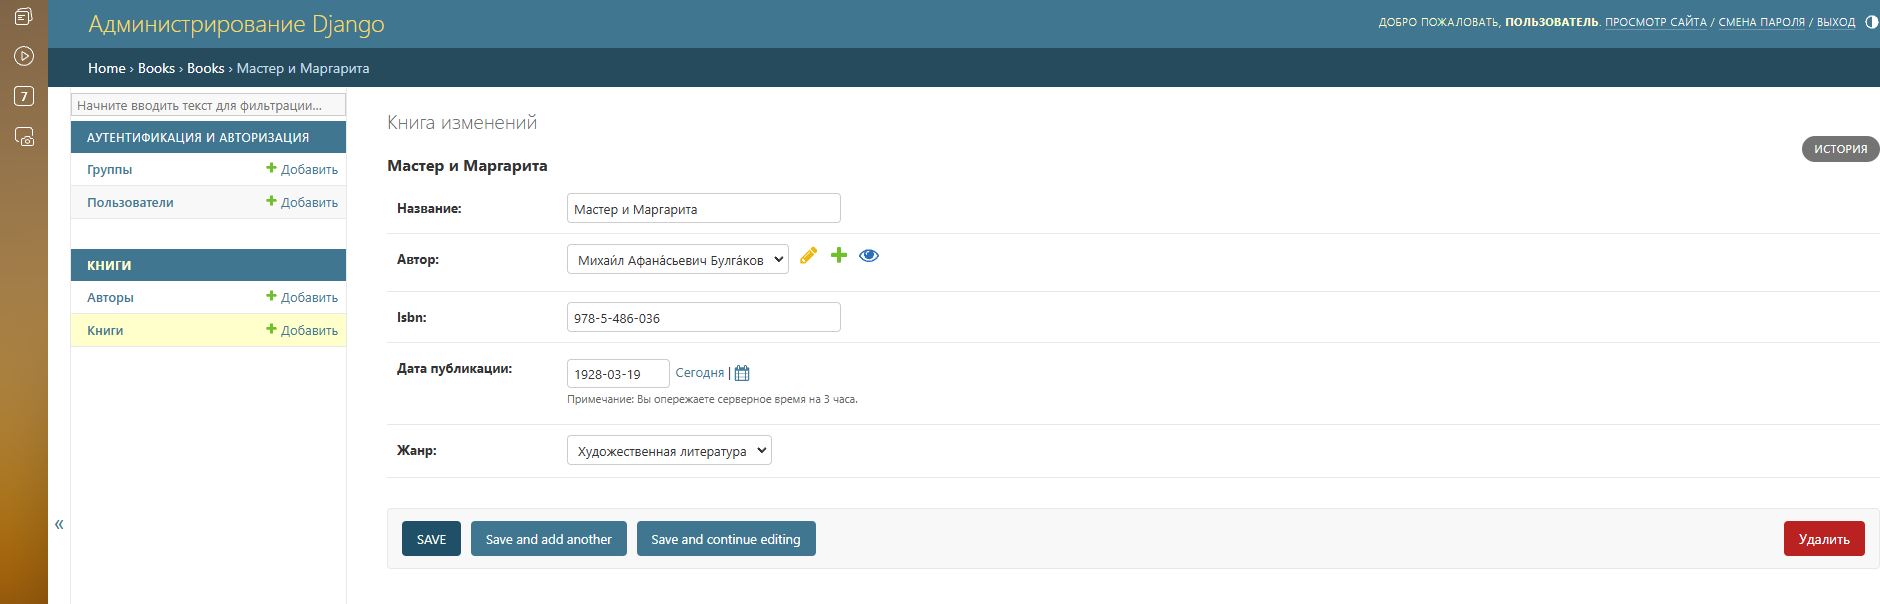 Администрирование Django
ДОБРО ПОЖАЛОВАТЬ, ПОЛЬЗОВАТЕЛЬ. ПРОСМОТР САЙТА / СМЕНА ПАРОЛЯ / ВЫХОД
7
Home › Books › Books › Мастер и Маргарита
Начните вводить текст для фильтрации...
АУТЕНТИФИКАЦИЯ И АВТОРИЗАЦИЯ
Группы + Добавить
Пользователи + Добавить
КНИГИ
Авторы + Добавить
Книги + Добавить
«
Книга изменений
ИСТОРИЯ
Мастер и Маргарита
Название: Мастер и Маргарита
Автор: Михаи́л Афана́сьевич Булга́ков
Isbn: 978-5-486-036
Дата публикации: 1928-03-19 Сегодня |
Примечание: Вы опережаете серверное время на 3 часа.
Жанр: Художественная литература
SAVE Save and add another Save and continue editing Удалить